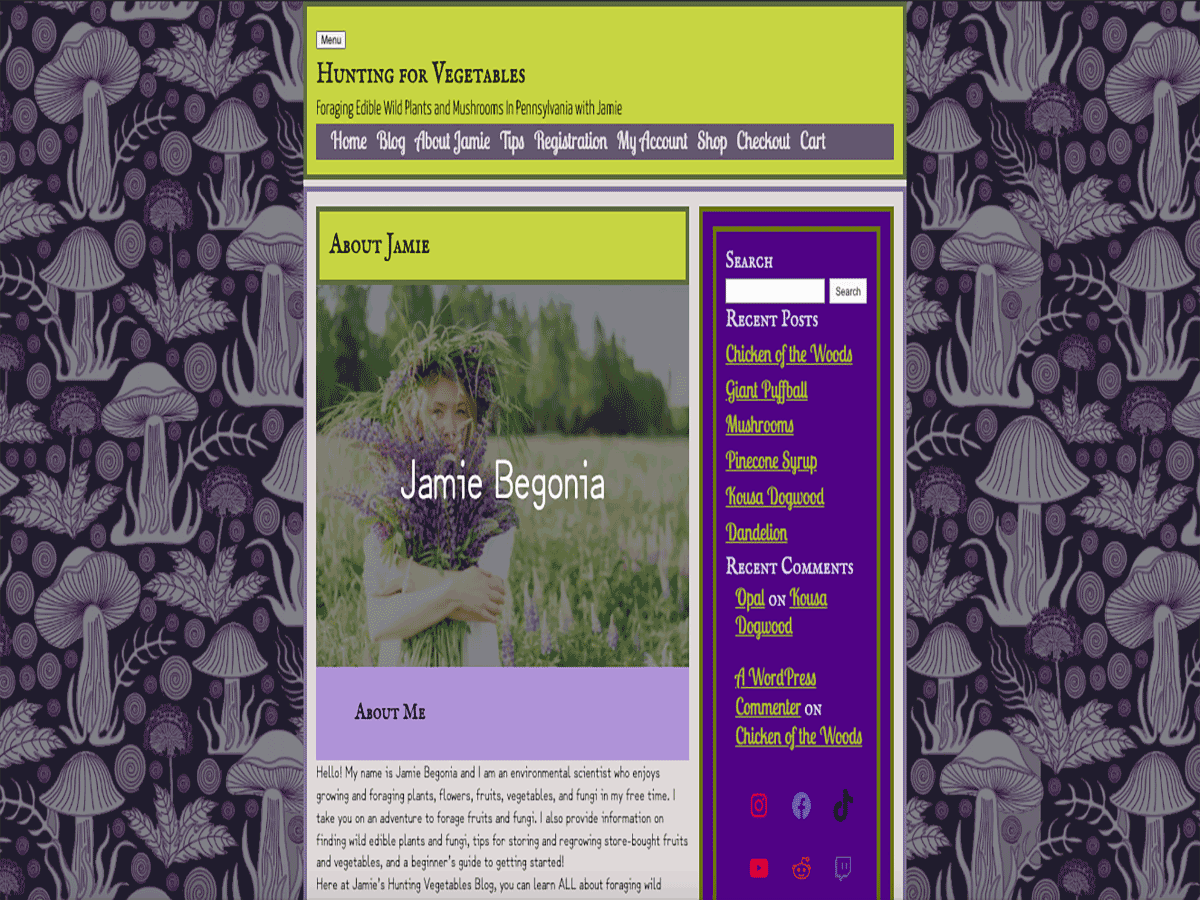 Menu
Hunting for Vegetables
Foraging Edible Wild Plants and Mushrooms In Pennsylvania with Jamie
Home Blog About Jamie Tips Registration My Account Shop Checkout Cart
About Jamie
Jamie Begonia
About Me
Hello! My name is Jamie Begonia and I am an environmental scientist who enjoys
growing and foraging plants, flowers, fruits, vegetables, and fungi in my free time. I
take you on an adventure to forage fruits and fungi. I also provide information on
finding wild edible plants and fungi, tips for storing and regrowing store-bought fruits
and vegetables, and a beginner's guide to getting started!
Here at Jamie's Hunting Vegetables Blog, you can learn ALL about foraging wild
Search
Search
Recent Posts
Chicken of the Woods
Giant Puffball
Mushrooms
Pinecone Syrup
Kousa Dogwood
Dandelion
Recent Comments
Opal on Kousa
Dogwood
A WordPress
Commenter on
Chicken of the Woods